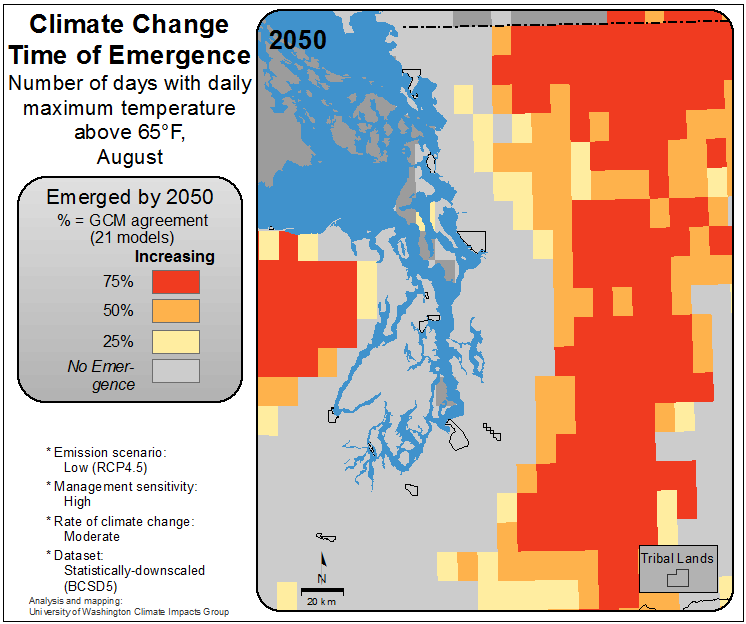 Climate Change
Time of Emergence
Number of days with daily
maximum temperature
above 65°F,
August
Emerged by 2050
% = GCM agreement
(21 models)
Increasing
75%
50%
25%
No Emer-
gence
* Emission scenario:
Low (RCP4.5)
* Management sensitivity:
High
* Rate of climate change:
Moderate
* Dataset:
Statistically-downscaled
(BCSD5)
Analysis and mapping:
University of Washington Climate Impacts Group
2050
N
20 km
Tribal Lands